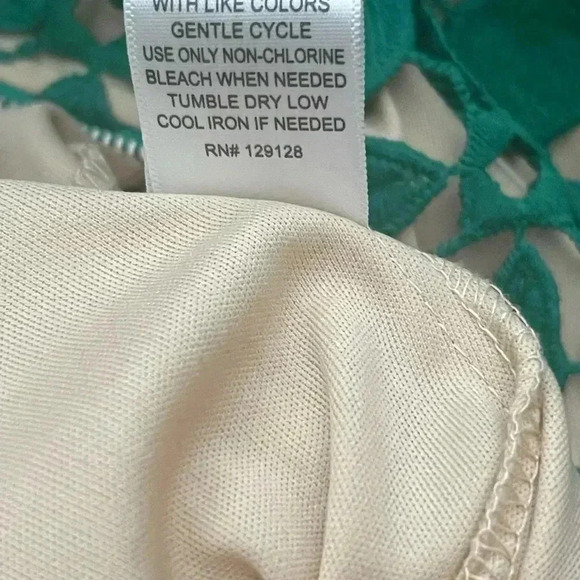 WITH LIKE COLORS
GENTLE CYCLE
USE ONLY NON-CHLORINE
BLEACH WHEN NEEDED
TUMBLE DRY LOW
COOL IRON IF NEEDED
RN# 129128